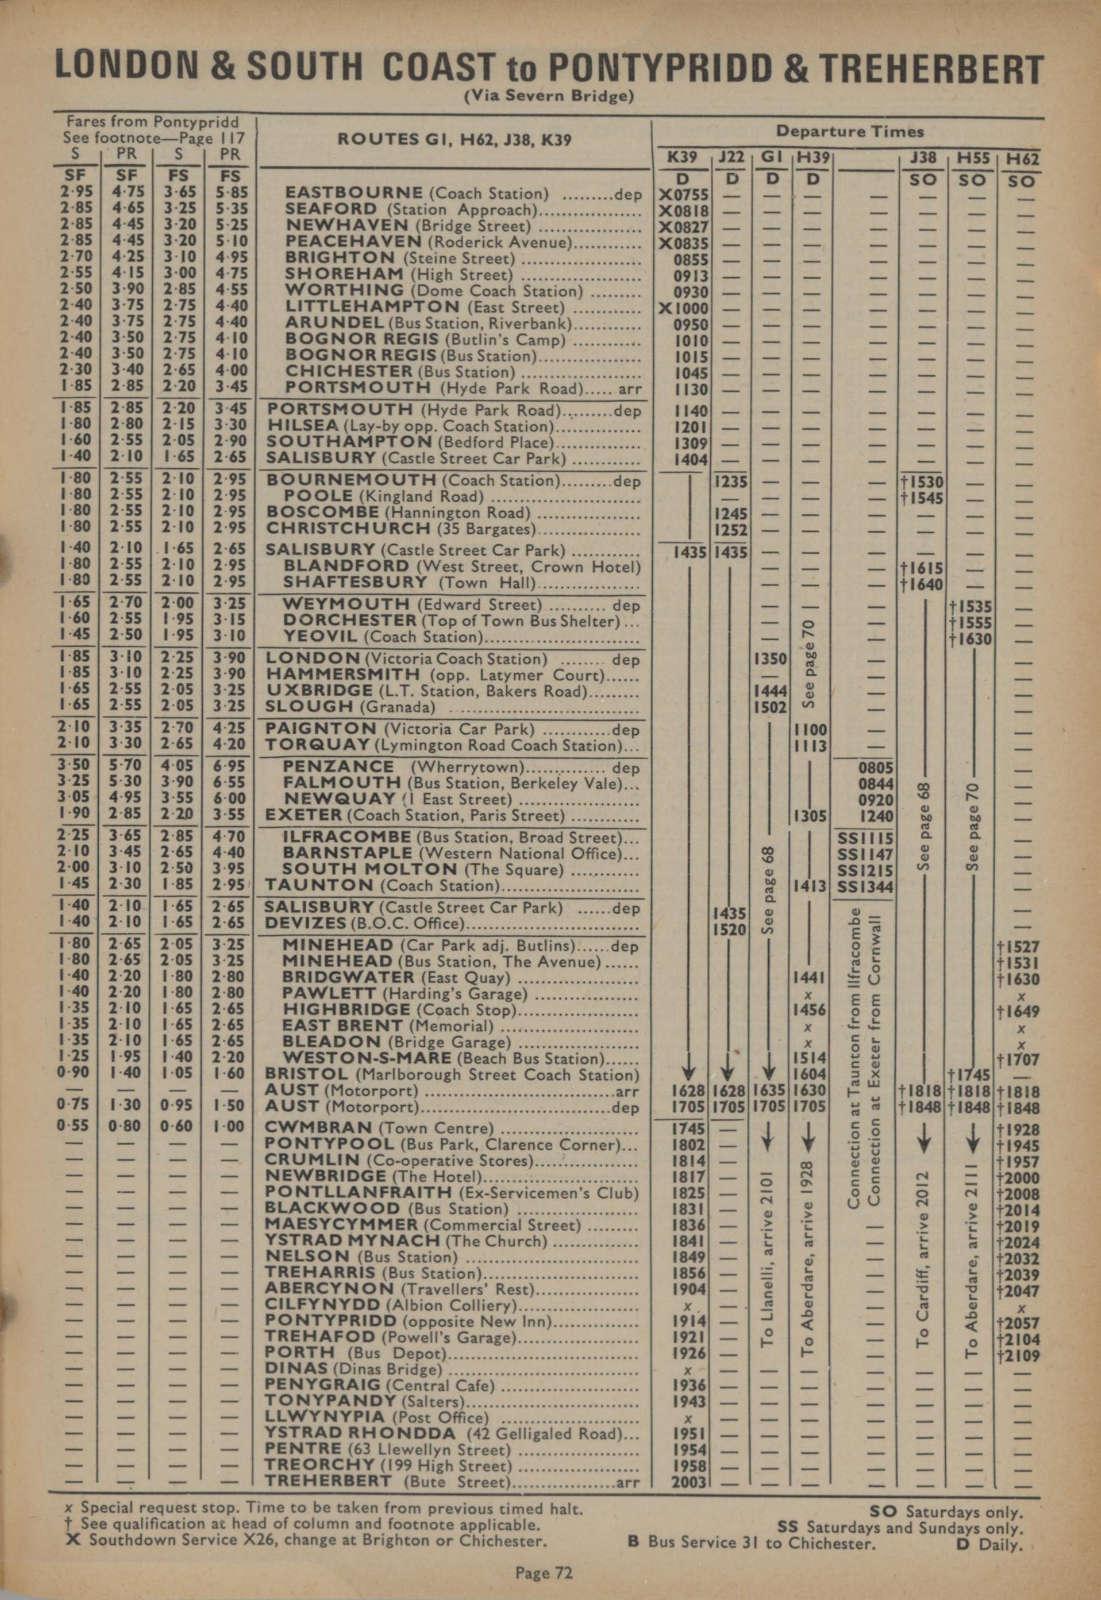 LONDON & SOUTH COAST to PONTYPRIDD & TREHERBERT
(Via Severn Bridge)
Fares from Pontypridd
See footnote—Page 117
ROUTES G1, H62, J38, K39
Departure Times
S PR S PR K39 J22 G1 H39 J38 H55 H62
SF SF FS FS D D D D SO SO SO
2·95 4·75 3·65 5·85 EASTBOURNE (Coach Station) .........dep X0755 — — — — — — —
2·85 4·65 3·25 5·35 SEAFORD (Station Approach).................. X0818 — — — — — — —
2·85 4·45 3·20 5·25 NEWHAVEN (Bridge Street) .................. X0827 — — — — — — —
2·85 4·45 3·20 5·10 PEACEHAVEN (Roderick Avenue)............ X0835 — — — — — — —
2·70 4·25 3·10 4·95 BRIGHTON (Steine Street) ..................... 0855 — — — — — — —
2·55 4·15 3·00 4·75 SHOREHAM (High Street) ..................... 0913 — — — — — — —
2·50 3·90 2·85 4·55 WORTHING (Dome Coach Station) ......... 0930 — — — — — — —
2·40 3·75 2·75 4·40 LITTLEHAMPTON (East Street) ............ X1000 — — — — — — —
2·40 3·75 2·75 4·40 ARUNDEL (Bus Station, Riverbank)............ 0950 — — — — — — —
2·40 3·50 2·75 4·10 BOGNOR REGIS (Butlin's Camp) ............ 1010 — — — — — — —
2·40 3·50 2·75 4·10 BOGNOR REGIS (Bus Station).................. 1015 — — — — — — —
2·30 3·40 2·65 4·00 CHICHESTER (Bus Station) ..................... 1045 — — — — — — —
1·85 2·85 2·20 3·45 PORTSMOUTH (Hyde Park Road)..... arr 1130 — — — — — — —
1·85 2·85 2·20 3·45 PORTSMOUTH (Hyde Park Road).........dep 1140 — — — — — — —
1·80 2·80 2·15 3·30 HILSEA (Lay-by opp. Coach Station)............... 1201 — — — — — — —
1·60 2·55 2·05 2·90 SOUTHAMPTON (Bedford Place)............... 1309 — — — — — — —
1·40 2·10 1·65 2·65 SALISBURY (Castle Street Car Park) ............ 1404 — — — — — — —
1·80 2·55 2·10 2·95 BOURNEMOUTH (Coach Station).........dep 1235 — — — †1530 — —
1·80 2·55 2·10 2·95 POOLE (Kingland Road) ........................ — — — — †1545 — —
1·80 2·55 2·10 2·95 BOSCOMBE (Hannington Road) .................. 1245 — — — — — —
1·80 2·55 2·10 2·95 CHRISTCHURCH (35 Bargates).................. 1252 — — — — — —
1·40 2·10 1·65 2·65 SALISBURY (Castle Street Car Park) ............ 1435 1435 — — — — — —
1·80 2·55 2·10 2·95 BLANDFORD (West Street, Crown Hotel) — — — †1615 — —
1·80 2·55 2·10 2·95 SHAFTESBURY (Town Hall).................. — — — †1640 — —
1·65 2·70 2·00 3·25 WEYMOUTH (Edward Street) .......... dep — — — †1535 —
1·60 2·55 1·95 3·15 DORCHESTER (Top of Town Bus Shelter) ... — — †1555 —
1·45 2·50 1·95 3·10 YEOVIL (Coach Station)........................... — — †1630 —
See page 70
1·85 3·10 2·25 3·90 LONDON (Victoria Coach Station) ........ dep 1350 — —
1·85 3·10 2·25 3·90 HAMMERSMITH (opp. Latymer Court)...... — — —
1·65 2·55 2·05 3·25 UXBRIDGE (L.T. Station, Bakers Road)......... 1444 — —
1·65 2·55 2·05 3·25 SLOUGH (Granada) ........................... 1502 — —
2·10 3·35 2·70 4·25 PAIGNTON (Victoria Car Park) ............dep 1100 — —
2·10 3·30 2·65 4·20 TORQUAY (Lymington Road Coach Station)... 1113 — —
3·50 5·70 4·05 6·95 PENZANCE (Wherrytown).............. dep 0805 —
3·25 5·30 3·90 6·55 FALMOUTH (Bus Station, Berkeley Vale)... 0844 —
3·05 4·95 3·55 6·00 NEWQUAY (1 East Street) .................. 0920 —
1·90 2·85 2·20 3·55 EXETER (Coach Station, Paris Street) ............ 1305 1240 —
2·25 3·65 2·85 4·70 ILFRACOMBE (Bus Station, Broad Street)... SS1115 —
2·10 3·45 2·65 4·40 BARNSTAPLE (Western National Office)... SS1147 —
2·00 3·10 2·50 3·95 SOUTH MOLTON (The Square) ............ SS1215 —
1·45 2·30 1·85 2·95 TAUNTON (Coach Station)........................ 1413 SS1344 —
See page 68
See page 68
See page 70
1·40 2·10 1·65 2·65 SALISBURY (Castle Street Car Park) ......dep 1435 —
1·40 2·10 1·65 2·65 DEVIZES (B.O.C. Office)........................... 1520 —
1·80 2·65 2·05 3·25 MINEHEAD (Car Park adj. Butlins)......dep †1527
1·80 2·65 2·05 3·25 MINEHEAD (Bus Station, The Avenue) ...... †1531
1·40 2·20 1·80 2·80 BRIDGWATER (East Quay) .................. 1441 †1630
1·40 2·20 1·80 2·80 PAWLETT (Harding's Garage) .................. x x
1·35 2·10 1·65 2·65 HIGHBRIDGE (Coach Stop)..................... 1456 †1649
1·35 2·10 1·65 2·65 EAST BRENT (Memorial) ..................... x x
1·35 2·10 1·65 2·65 BLEADON (Bridge Garage) ..................... x x
1·25 1·95 1·40 2·20 WESTON-S-MARE (Beach Bus Station)...... 1514 †1707
0·90 1·40 1·05 1·60 BRISTOL (Marlborough Street Coach Station) 1604 †1745 —
— — — — AUST (Motorport) ..............................arr 1628 1628 1635 1630 †1818 †1818 †1818
0·75 1·30 0·95 1·50 AUST (Motorport)..............................dep 1705 1705 1705 1705 †1848 †1848 †1848
Connection at Taunton from Ilfracombe
Connection at Exeter from Cornwall
0·55 0·80 0·60 1·00 CWMBRAN (Town Centre) ..................... 1745 — †1928
— — — — PONTYPOOL (Bus Park, Clarence Corner)... 1802 — †1945
— — — — CRUMLIN (Co-operative Stores)............... 1814 — †1957
— — — — NEWBRIDGE (The Hotel)........................ 1817 — †2000
— — — — PONTLLANFRAITH (Ex-Servicemen's Club) 1825 — †2008
— — — — BLACKWOOD (Bus Station) .................. 1831 — †2014
— — — — MAESYCYMMER (Commercial Street) ......... 1836 — — †2019
— — — — YSTRAD MYNACH (The Church) ............... 1841 — — †2024
— — — — NELSON (Bus Station) ........................... 1849 — — †2032
— — — — TREHARRIS (Bus Station)........................ 1856 — — †2039
— — — — ABERCYNON (Travellers' Rest).................. 1904 — — †2047
— — — — CILFYNYDD (Albion Colliery).................. x — — x
— — — — PONTYPRIDD (opposite New Inn)............ 1914 — — †2057
— — — — TREHAFOD (Powell's Garage).................. 1921 — — †2104
— — — — PORTH (Bus Depot).............................. 1926 — — †2109
To Llanelli, arrive 2101
To Aberdare, arrive 1928
To Cardiff, arrive 2012
To Aberdare, arrive 2111
— — — — DINAS (Dinas Bridge) ........................... x — — — — — — —
— — — — PENYGRAIG (Central Cafe) ..................... 1936 — — — — — — —
— — — — TONYPANDY (Salters)........................... 1943 — — — — — — —
— — — — LLWYNYPIA (Post Office) ..................... x — — — — — — —
— — — — YSTRAD RHONDDA (42 Gelligaled Road)... 1951 — — — — — — —
— — — — PENTRE (63 Llewellyn Street) .................. 1954 — — — — — — —
— — — — TREORCHY (199 High Street) .................. 1958 — — — — — — —
— — — — TREHERBERT (Bute Street)..................arr 2003 — — — — — — —
x Special request stop. Time to be taken from previous timed halt. SO Saturdays only.
† See qualification at head of column and footnote applicable. SS Saturdays and Sundays only.
X Southdown Service X26, change at Brighton or Chichester. B Bus Service 31 to Chichester. D Daily.
Page 72